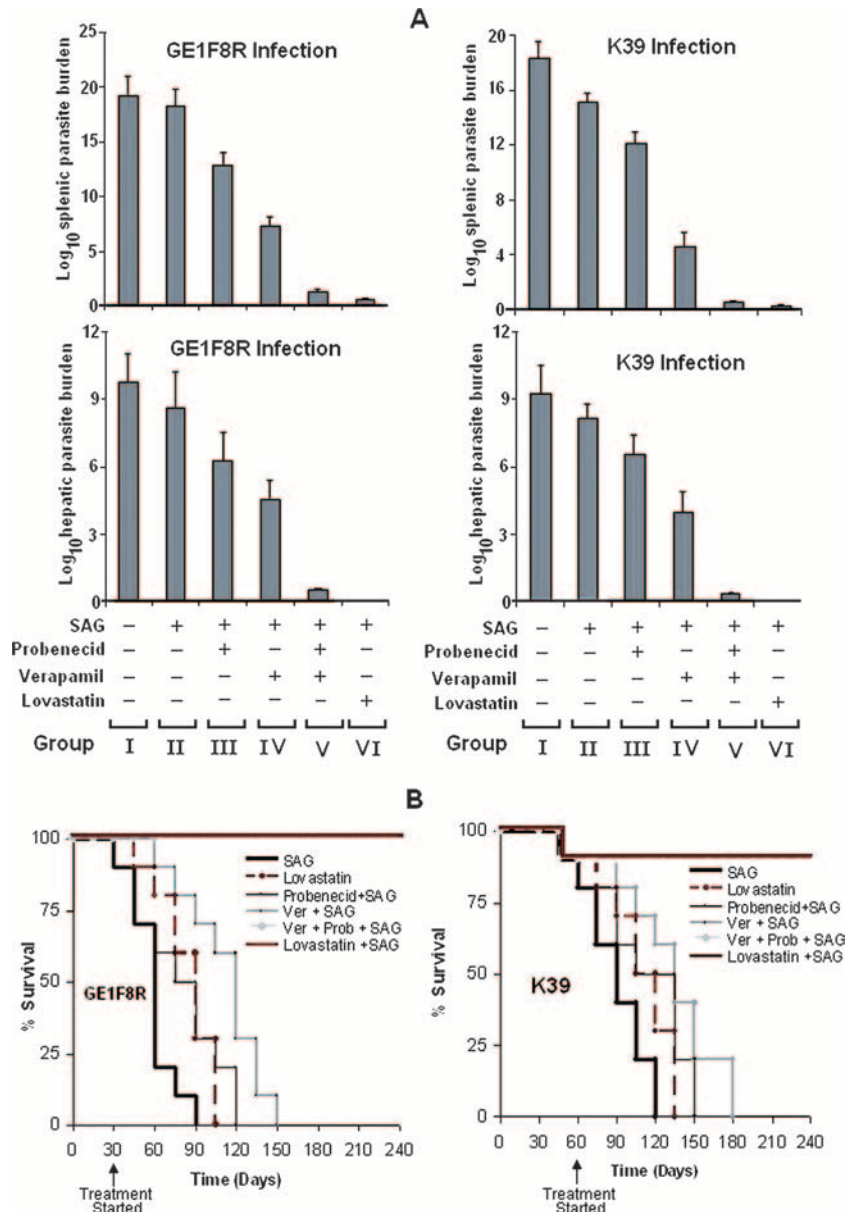 A
GE1F8R Infection
Log10 splenic parasite burden
25
20
15
10
5
0
K39 Infection
Log10 splenic parasite burden
20
16
12
8
4
0
GE1F8R Infection
Log10 hepatic parasite burden
12
9
6
3
0
K39 Infection
Log10 hepatic parasite burden
12
9
6
3
0
SAG − + + + + +
Probenecid − − + − + −
Verapamil − − − + + −
Lovastatin − − − − − +
Group I II III IV V VI
− + + + + +
− − + − + −
− − − + + −
− − − − − +
I II III IV V VI
B
% Survival
100
75
50
25
0
GE1F8R
SAG
Lovastatin
Probenecid+SAG
Ver + SAG
Ver + Prob + SAG
Lovastatin +SAG
0 30 60 90 120 150 180 210 240
Time (Days)
Treatment
Started
% Survival
100
75
50
25
0
K39
SAG
Lovastatin
Probenecid+SAG
Ver + SAG
Ver + Prob + SAG
Lovastatin +SAG
0 30 60 90 120 150 180 210 240
Time (Days)
Treatment
Started